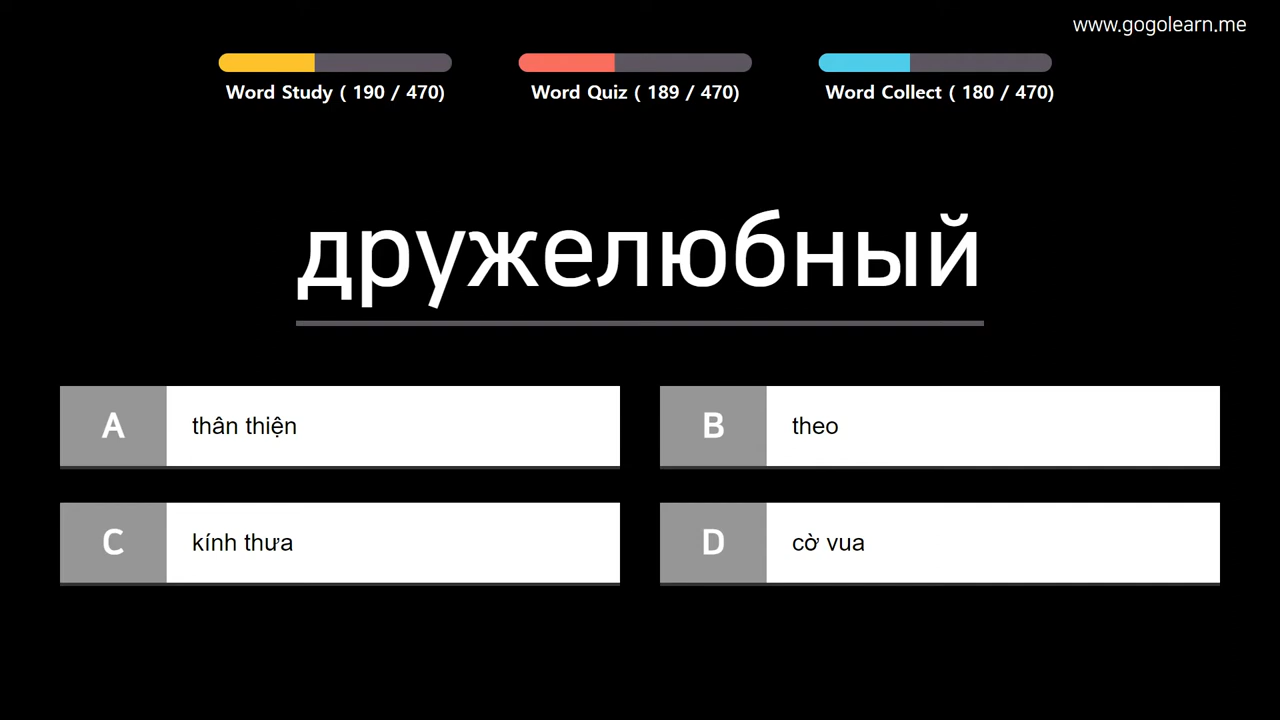 www.gogolearn.me
Word Study ( 190 / 470)
Word Quiz ( 189 / 470)
Word Collect ( 180 / 470)
дружелюбный
A thân thiện
B theo
C kính thưa
D cờ vua